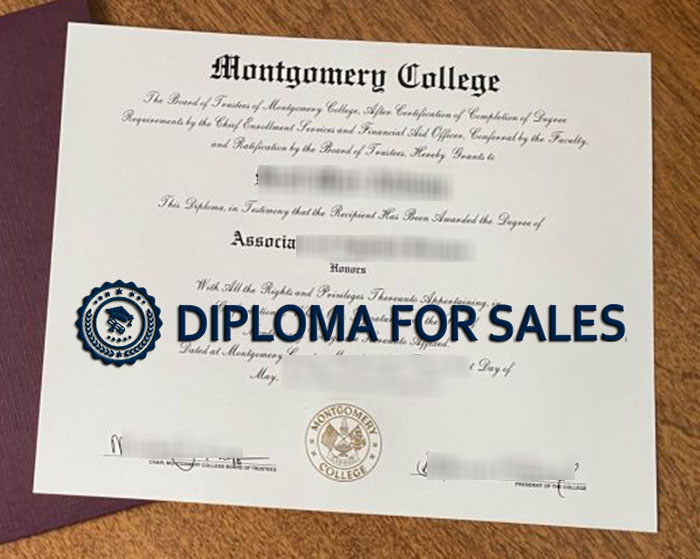 Montgomery College
The Board of Trustees of Montgomery College, After Certification of Completion of Degree
Requirements by the Chief Enrollment Services and Financial Aid Officer, Conferral by the Faculty,
and Ratification by the Board of Trustees, Hereby Grants to
This Diploma, in Testimony that the Recipient Has Been Awarded the Degree of
Associa
Honors
With All the Rights and Privileges Thereunto Appertaining, in
DIPLOMA FOR SALES
Dated at Montgomery
Day of
May.
MONTGOMERY
COLLEGE
CHAIR, MONTGOMERY COLLEGE BOARD OF TRUSTEES
PRESIDENT OF THE COLLEGE